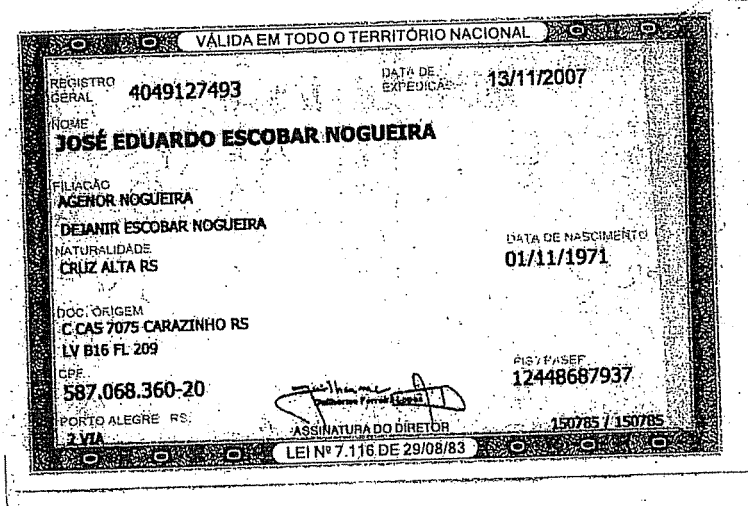 VÁLIDA EM TODO O TERRITÓRIO NACIONAL
REGISTRO GERAL 4049127493 DATA DE EXPEDIÇÃO 13/11/2007
NOME
JOSÉ EDUARDO ESCOBAR NOGUEIRA
FILIAÇÃO
AGENOR NOGUEIRA
DEJANIR ESCOBAR NOGUEIRA
NATURALIDADE DATA DE NASCIMENTO
CRUZ ALTA RS 01/11/1971
DOC. ORIGEM
C CAS 7075 CARAZINHO RS
LV B16 FL 209
CPF PIS / PASEP
587.068.360-20 12448687937
Guilherme Ferreira Lopes
PORTO ALEGRE RS ASSINATURA DO DIRETOR 150785 / 150785
2 VIA
LEI Nº 7.116 DE 29/08/83